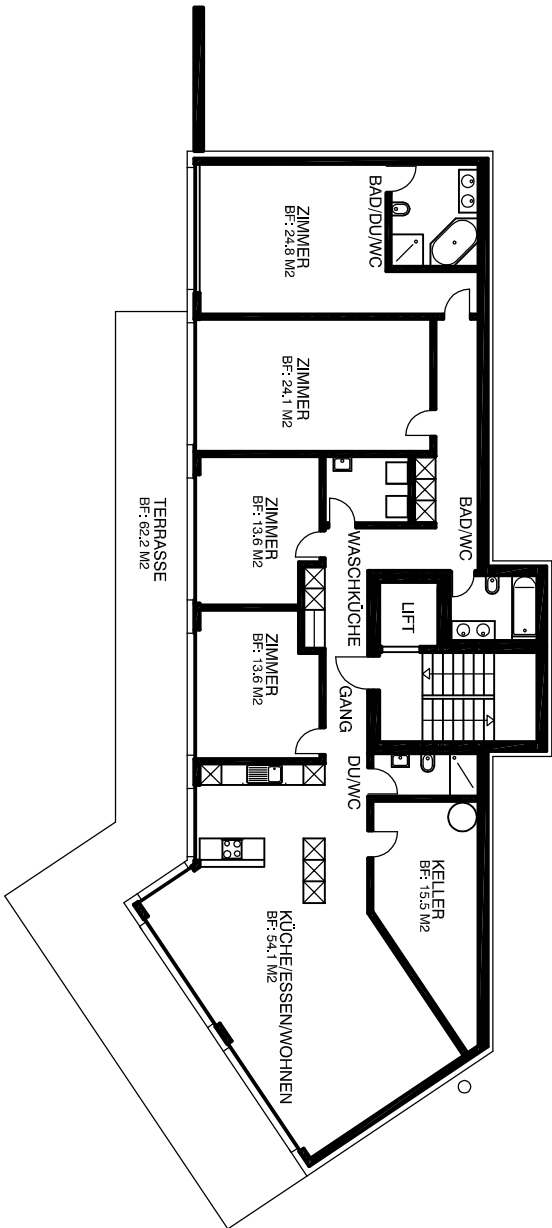 BAD/DU/WC
ZIMMER
BF: 24.8 M2
ZIMMER
BF: 24.1 M2
BAD/WC
ZIMMER
BF: 13.6 M2
WASCHKÜCHE
TERRASSE
BF: 62.2 M2
LIFT
ZIMMER
BF: 13.6 M2
GANG
DU/WC
KELLER
BF: 15.5 M2
KÜCHE/ESSEN/WOHNEN
BF: 54.1 M2